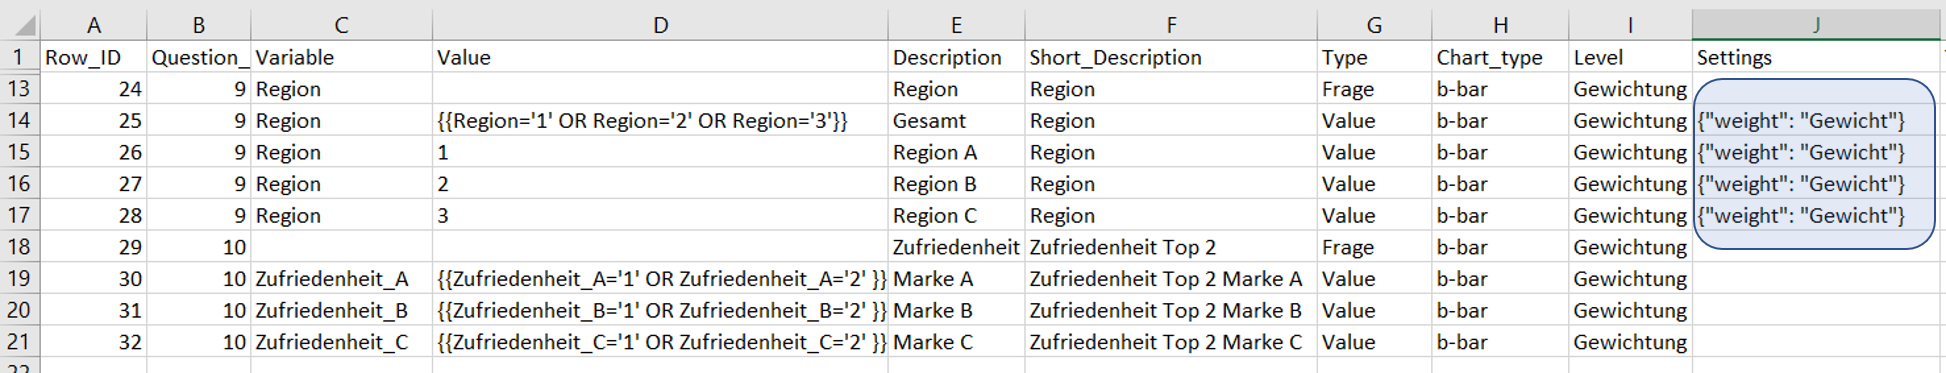 A B C D E F G H I J
1 Row_ID Question_ Variable Value Description Short_Description Type Chart_type Level Settings
13 24 9 Region Region Region Frage b-bar Gewichtung
14 25 9 Region {{Region='1' OR Region='2' OR Region='3'}} Gesamt Region Value b-bar Gewichtung {"weight": "Gewicht"}
15 26 9 Region 1 Region A Region Value b-bar Gewichtung {"weight": "Gewicht"}
16 27 9 Region 2 Region B Region Value b-bar Gewichtung {"weight": "Gewicht"}
17 28 9 Region 3 Region C Region Value b-bar Gewichtung {"weight": "Gewicht"}
18 29 10 Zufriedenheit Zufriedenheit Top 2 Frage b-bar Gewichtung
19 30 10 Zufriedenheit_A {{Zufriedenheit_A='1' OR Zufriedenheit_A='2' }} Marke A Zufriedenheit Top 2 Marke A Value b-bar Gewichtung
20 31 10 Zufriedenheit_B {{Zufriedenheit_B='1' OR Zufriedenheit_B='2' }} Marke B Zufriedenheit Top 2 Marke B Value b-bar Gewichtung
21 32 10 Zufriedenheit_C {{Zufriedenheit_C='1' OR Zufriedenheit_C='2' }} Marke C Zufriedenheit Top 2 Marke C Value b-bar Gewichtung
22